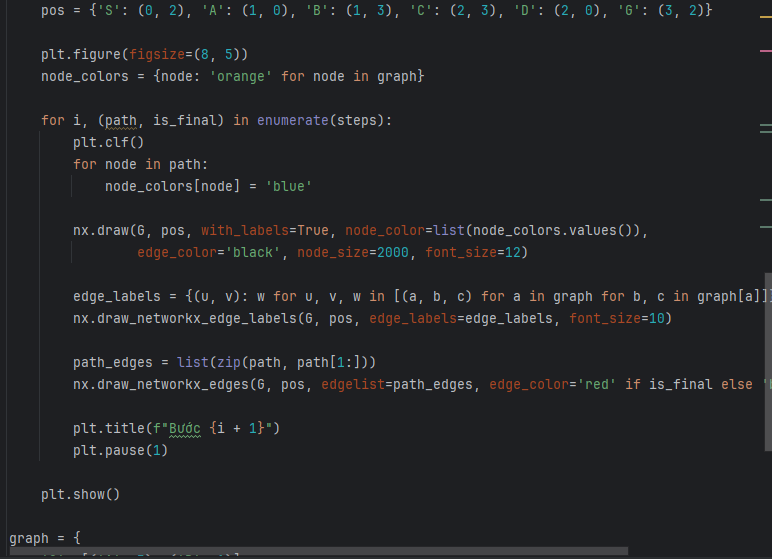 pos = {'S': (0, 2), 'A': (1, 0), 'B': (1, 3), 'C': (2, 3), 'D': (2, 0), 'G': (3, 2)}
plt.figure(figsize=(8, 5))
node_colors = {node: 'orange' for node in graph}
for i, (path, is_final) in enumerate(steps):
plt.clf()
for node in path:
node_colors[node] = 'blue'
nx.draw(G, pos, with_labels=True, node_color=list(node_colors.values()),
edge_color='black', node_size=2000, font_size=12)
edge_labels = {(u, v): w for u, v, w in [(a, b, c) for a in graph for b, c in graph[a]]}
nx.draw_networkx_edge_labels(G, pos, edge_labels=edge_labels, font_size=10)
path_edges = list(zip(path, path[1:]))
nx.draw_networkx_edges(G, pos, edgelist=path_edges, edge_color='red' if is_final else '
plt.title(f"Bước {i + 1}")
plt.pause(1)
plt.show()
graph = {